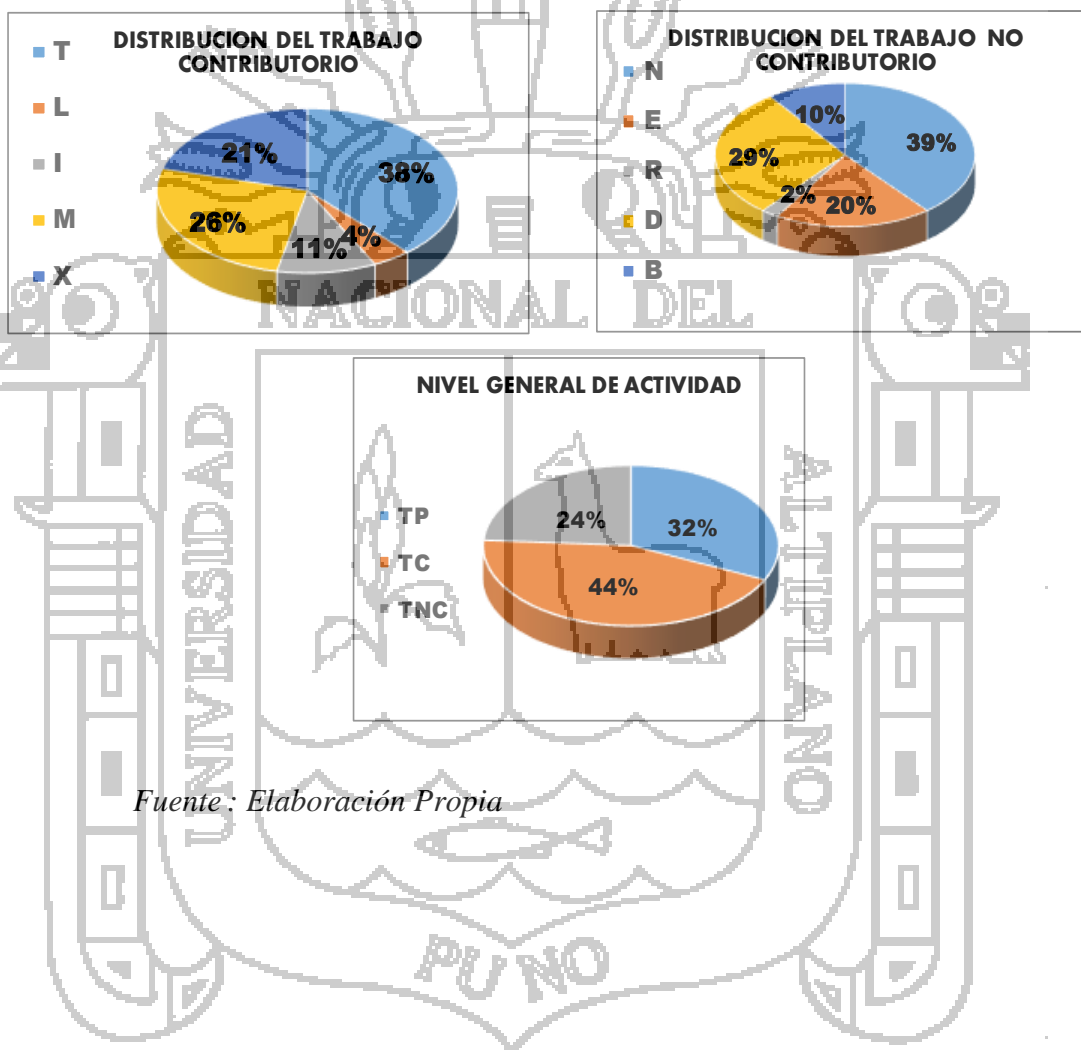 DISTRIBUCION DEL TRABAJO
CONTRIBUTORIO
T
L
I
M
X
38%
4%
11%
26%
21%
DISTRIBUCION DEL TRABAJO NO
CONTRIBUTORIO
N
E
R
D
B
39%
20%
2%
29%
10%
NIVEL GENERAL DE ACTIVIDAD
TP
TC
TNC
32%
44%
24%
Fuente : Elaboración Propia
UNIVERSIDAD
NACIONAL DEL
ALTIPLANO
PUNO